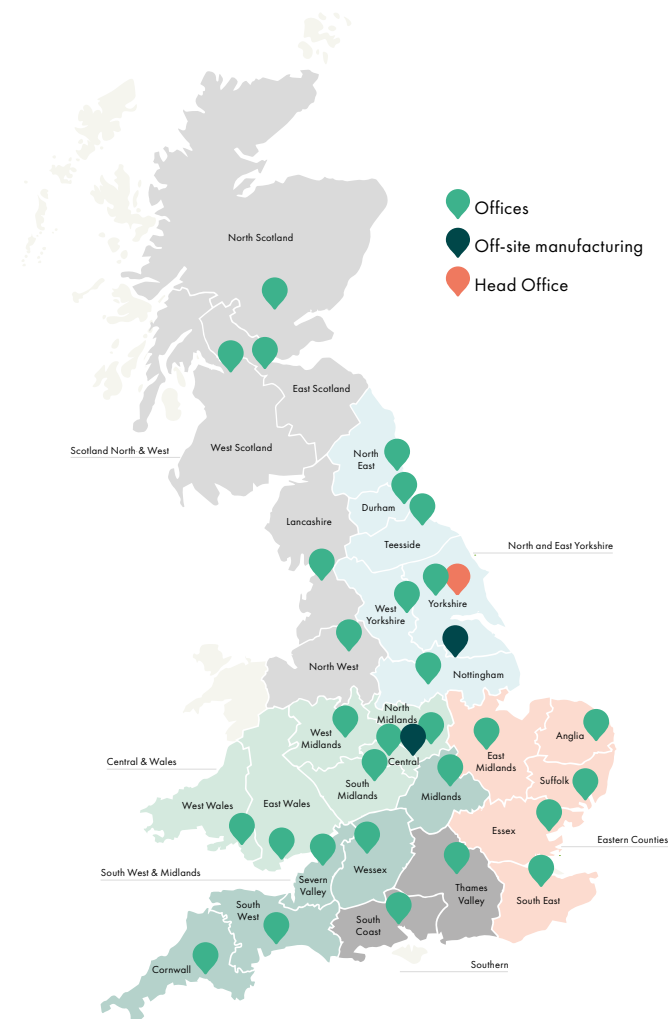 Offices
Off-site manufacturing
Head Office
North Scotland
East Scotland
West Scotland
Scotland North & West
North
East
Durham
Lancashire
Teesside
North and East Yorkshire
Yorkshire
West
Yorkshire
North West
Nottingham
North
Midlands
West
Midlands
Anglia
East
Midlands
Central
Central & Wales
Suffolk
South
Midlands
Midlands
West Wales
East Wales
Essex
Eastern Counties
Wessex
South West & Midlands
Severn
Valley
Thames
Valley
South East
South
West
South
Coast
Southern
Cornwall